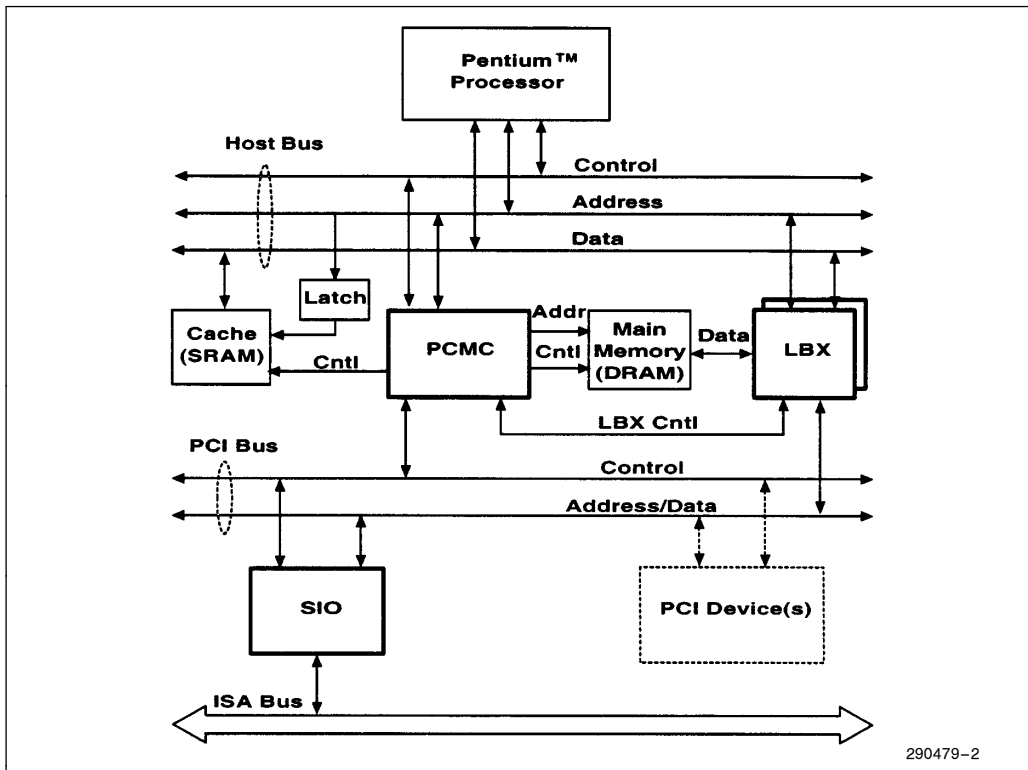 Pentium™
Processor
Host Bus
Control
Address
Data
Latch
Cache
(SRAM)
Cntl
PCMC
Addr
Cntl
Main
Memory
(DRAM)
Data
LBX
LBX Cntl
PCI Bus
Control
Address/Data
SIO
PCI Device(s)
ISA Bus
290479–2